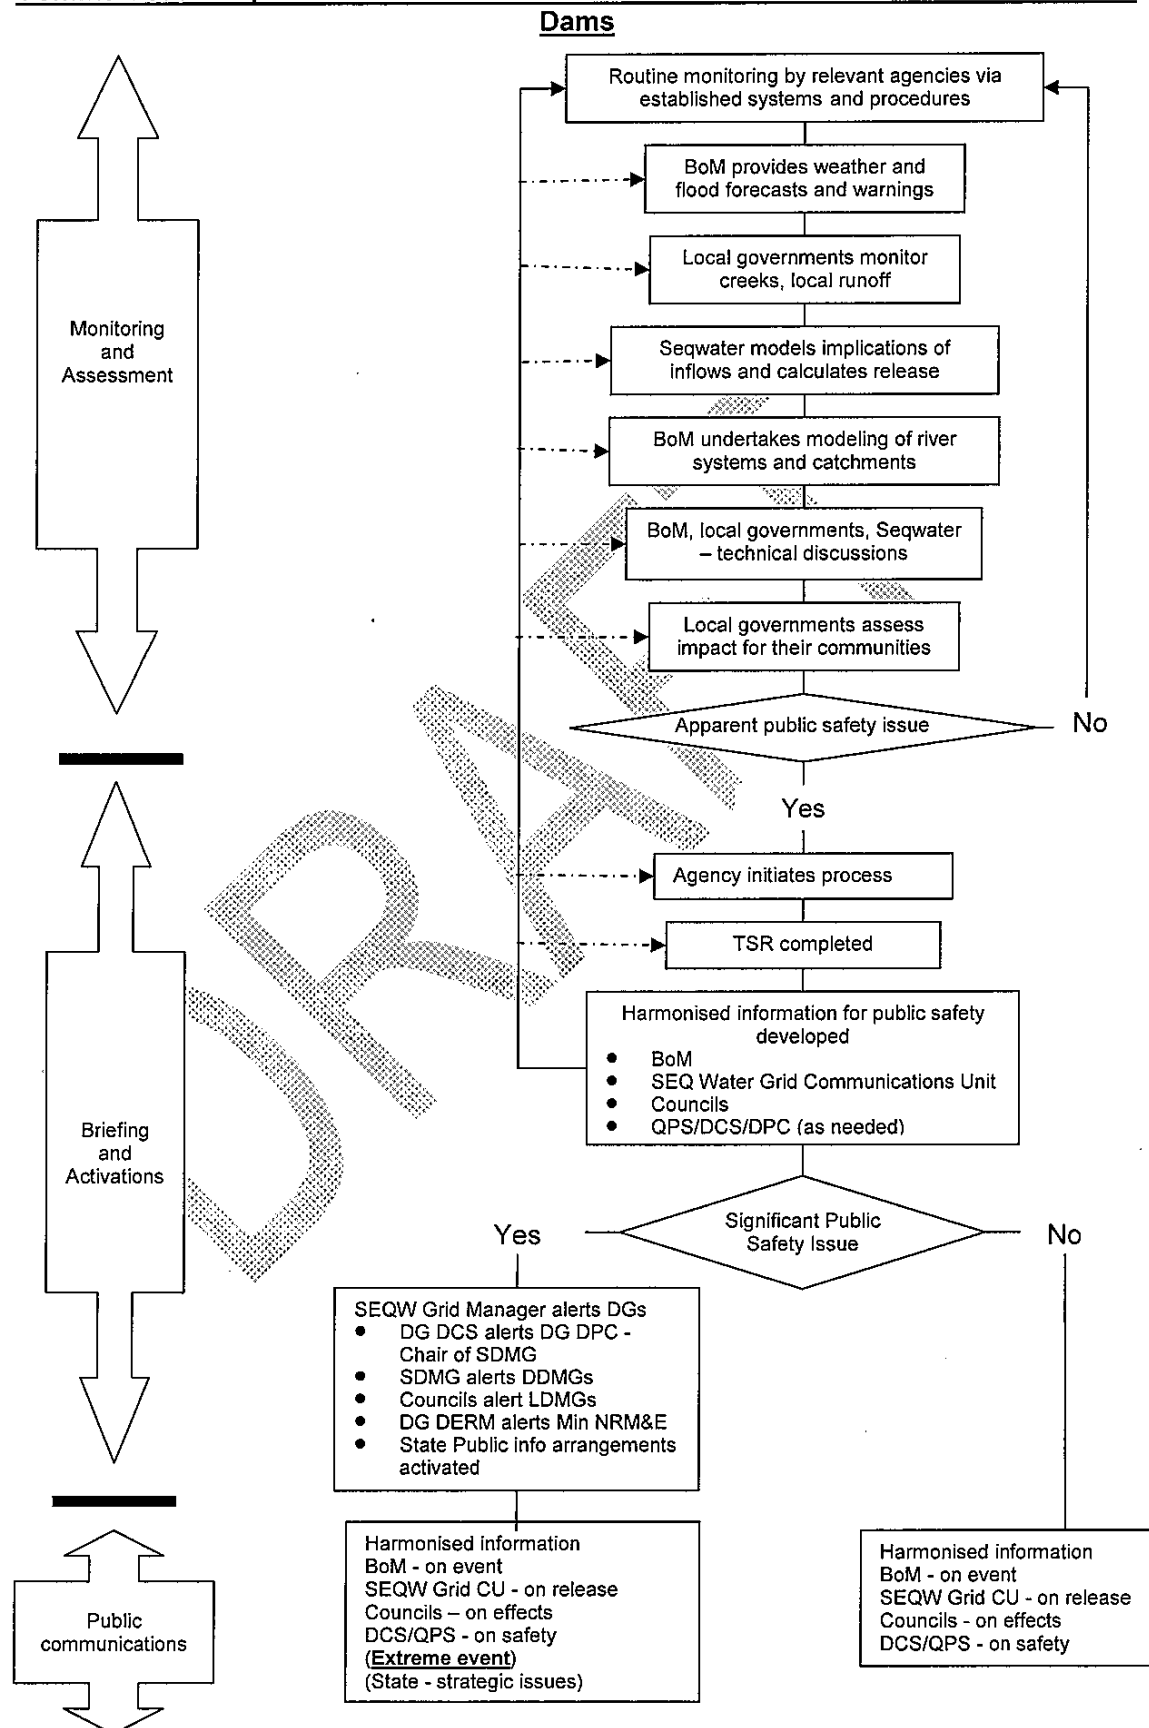 Dams
Routine monitoring by relevant agencies via
established systems and procedures
BoM provides weather and
flood forecasts and warnings
Local governments monitor
creeks, local runoff
Monitoring
and
Assessment
Seqwater models implications of
inflows and calculates release
BoM undertakes modeling of river
systems and catchments
BoM, local governments, Seqwater
– technical discussions
Local governments assess
impact for their communities
Apparent public safety issue
No
Yes
Agency initiates process
TSR completed
Harmonised information for public safety
developed
● BoM
● SEQ Water Grid Communications Unit
● Councils
● QPS/DCS/DPC (as needed)
Briefing
and
Activations
Significant Public
Safety Issue
Yes
No
SEQW Grid Manager alerts DGs
● DG DCS alerts DG DPC -
Chair of SDMG
● SDMG alerts DDMGs
● Councils alert LDMGs
● DG DERM alerts Min NRM&E
● State Public info arrangements
activated
Public
communications
Harmonised information
BoM - on event
SEQW Grid CU - on release
Councils – on effects
DCS/QPS - on safety
(Extreme event)
(State - strategic issues)
Harmonised information
BoM - on event
SEQW Grid CU - on release
Councils - on effects
DCS/QPS - on safety
DRAFT